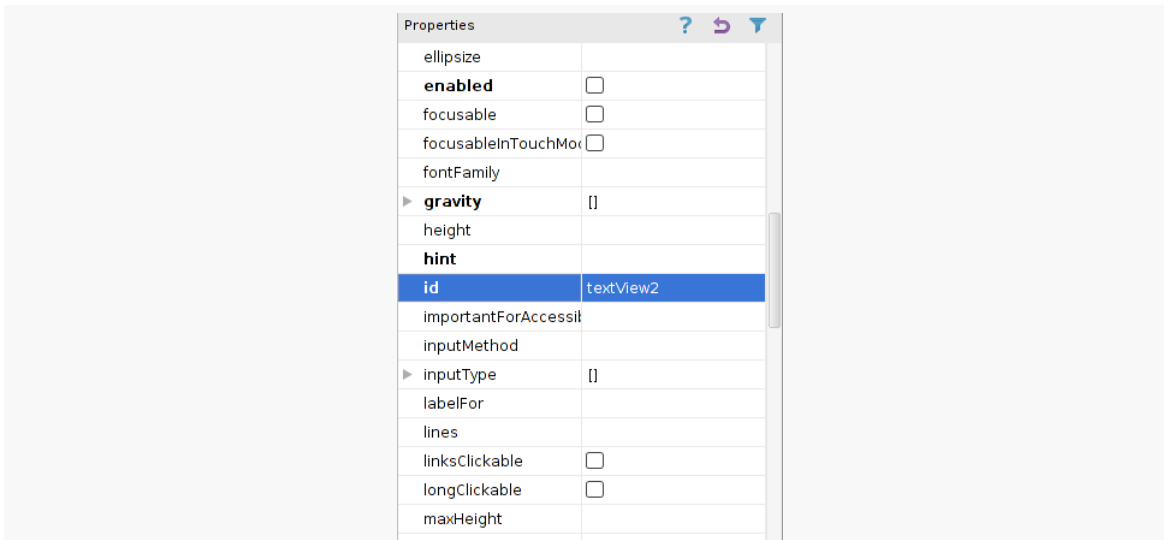 Properties
ellipsize
enabled
focusable
focusableInTouchMo
fontFamily
gravity []
height
hint
id textView2
importantForAccessi
inputMethod
inputType []
labelFor
lines
linksClickable
longClickable
maxHeight